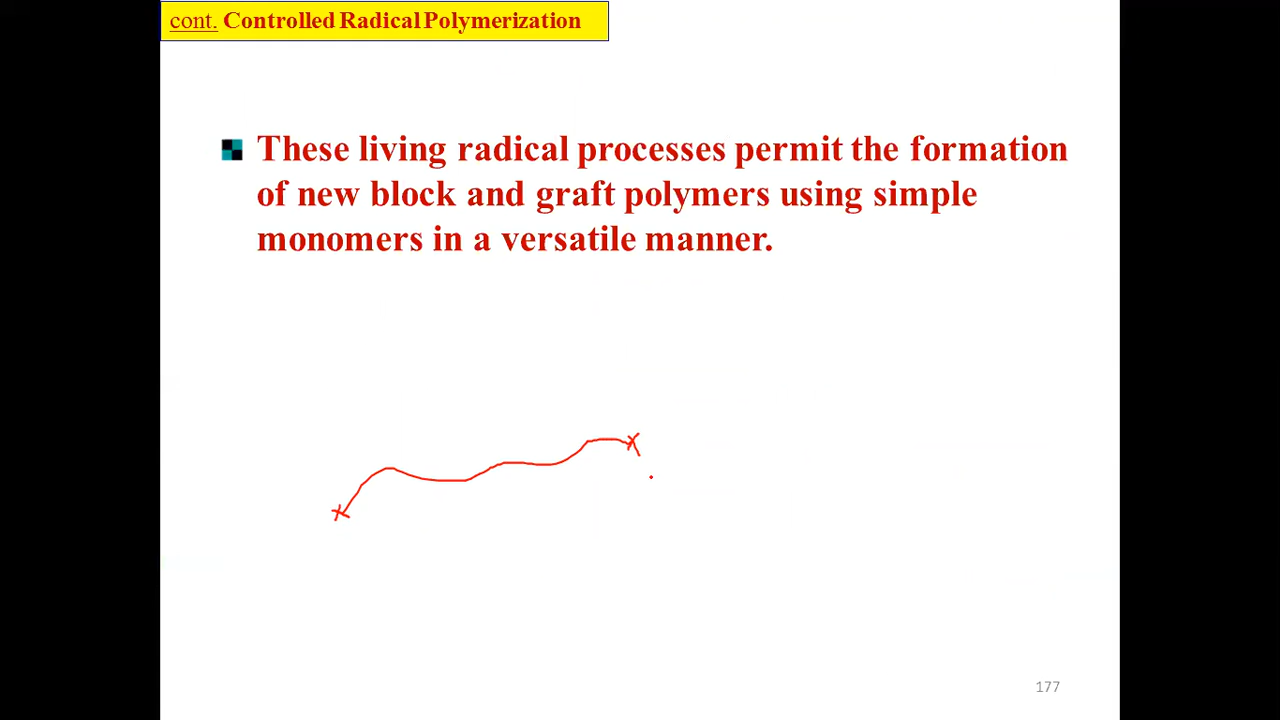 cont. Controlled Radical Polymerization
These living radical processes permit the formation
of new block and graft polymers using simple
monomers in a versatile manner.
x
x
177